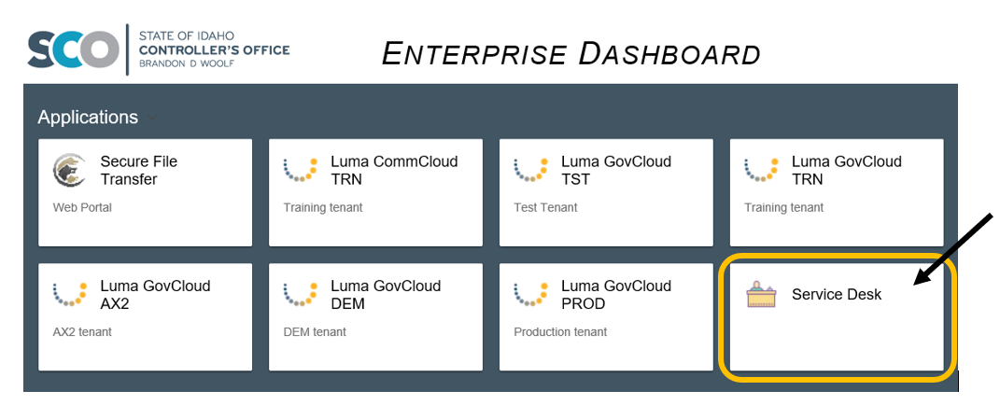 SCO
STATE OF IDAHO
CONTROLLER'S OFFICE
BRANDON D WOOLF
ENTERPRISE DASHBOARD
Applications
Secure File
Transfer
Web Portal
Luma CommCloud
TRN
Training tenant
Luma GovCloud
TST
Test Tenant
Luma GovCloud
TRN
Training tenant
Luma GovCloud
AX2
AX2 tenant
Luma GovCloud
DEM
DEM tenant
Luma GovCloud
PROD
Production tenant
Service Desk